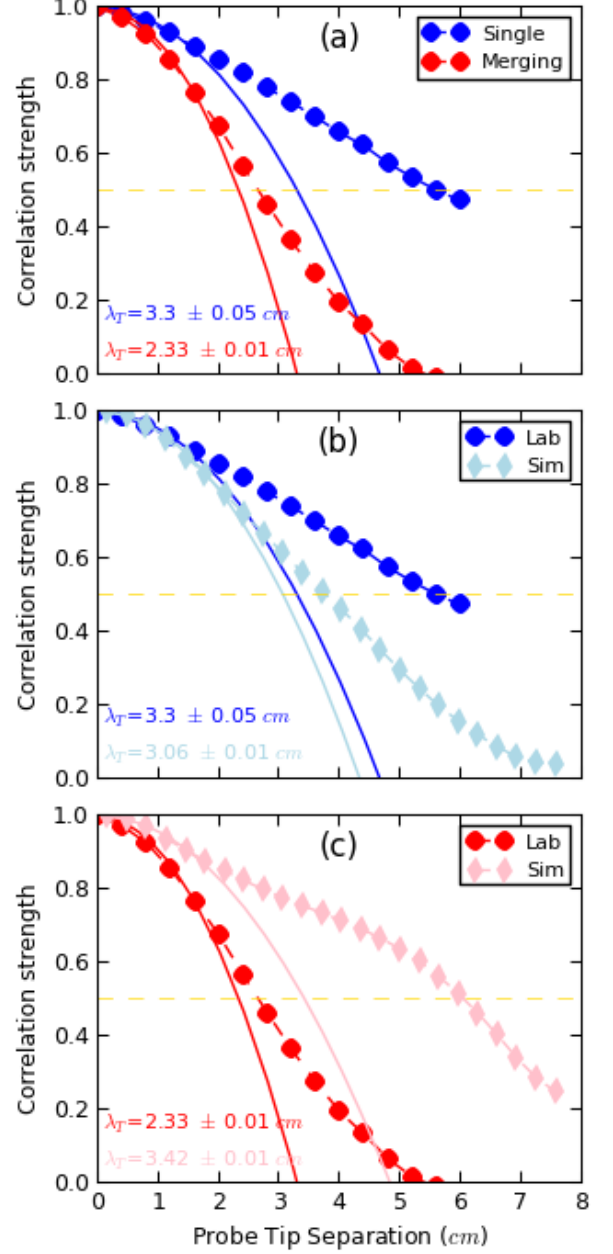 1.0
(a)
Single
Merging
0.8
0.6
0.4
0.2
0.0
Correlation strength
λT=3.3 ± 0.05 cm
λT=2.33 ± 0.01 cm
1.0
(b)
Lab
Sim
0.8
0.6
0.4
0.2
0.0
Correlation strength
λT=3.3 ± 0.05 cm
λT=3.06 ± 0.01 cm
1.0
(c)
Lab
Sim
0.8
0.6
0.4
0.2
0.0
Correlation strength
λT=2.33 ± 0.01 cm
λT=3.42 ± 0.01 cm
0 1 2 3 4 5 6 7 8
Probe Tip Separation (cm)